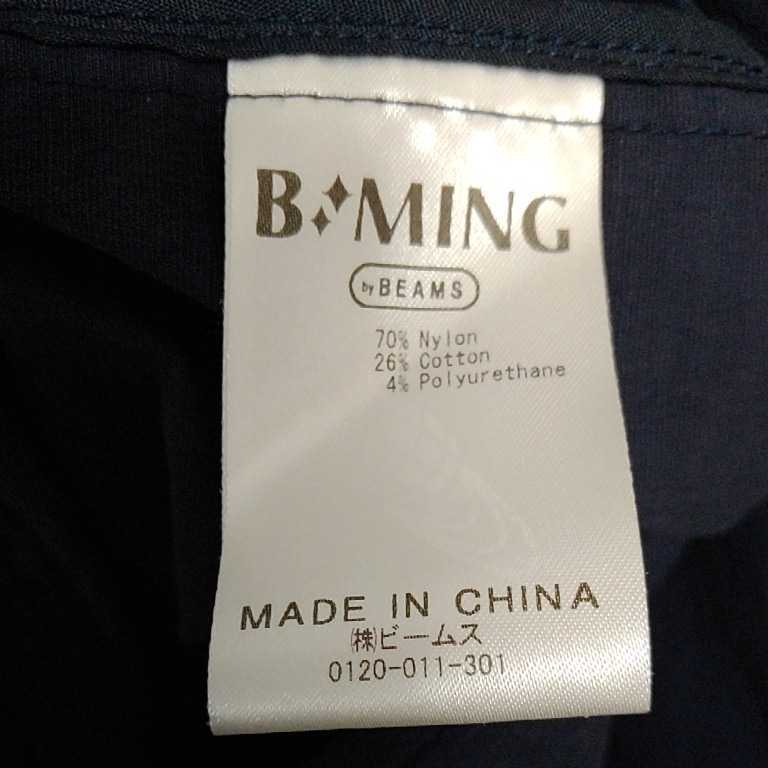 B MING
by BEAMS
70% Nylon
26% Cotton
4% Polyurethane
MADE IN CHINA
㈱ビームス
0120-011-301